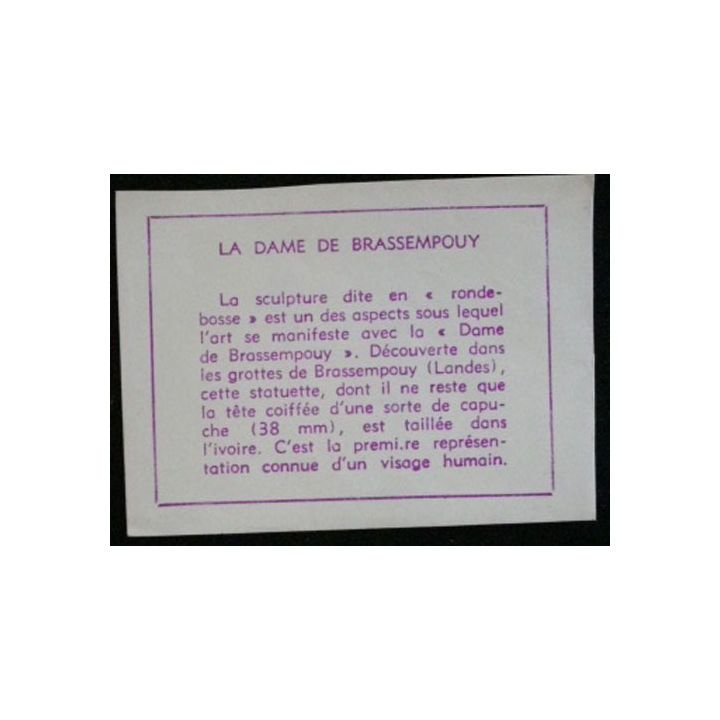 LA DAME DE BRASSEMPOUY
La sculpture dite en « ronde-
bosse » est un des aspects sous lequel
l'art se manifeste avec la « Dame
de Brassempouy ». Découverte dans
les grottes de Brassempouy (Landes),
cette statuette, dont il ne reste que
la tête coiffée d'une sorte de capu-
che (38 mm), est taillée dans
l'ivoire. C'est la premi.re représen-
tation connue d'un visage humain.